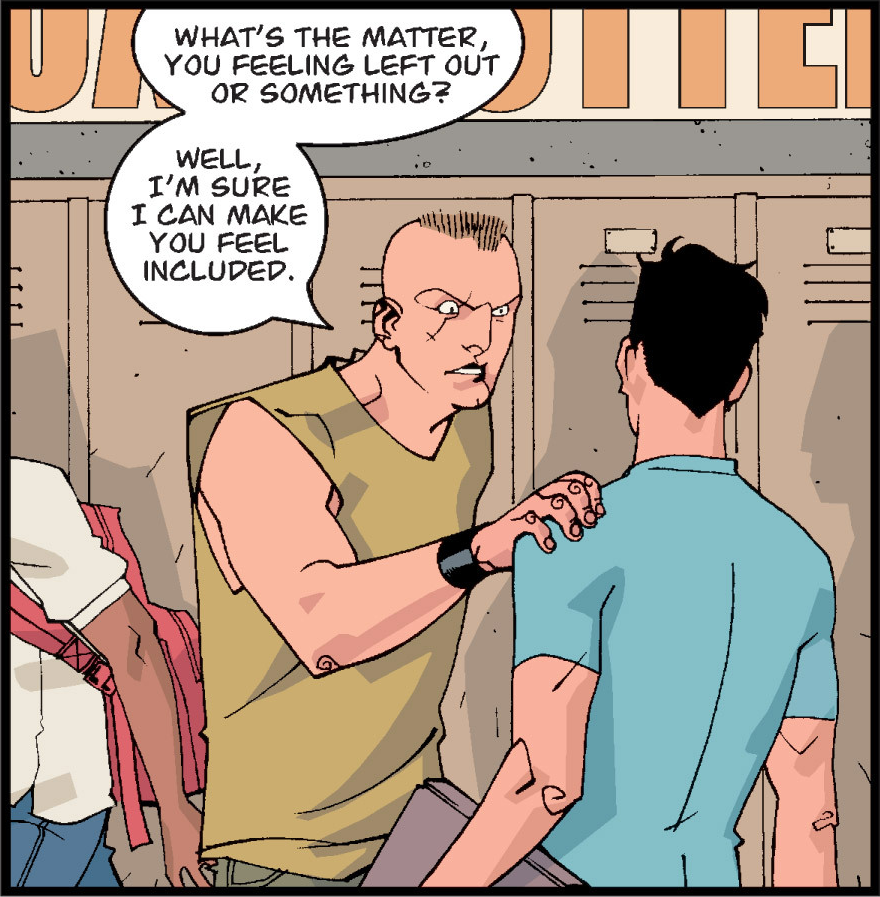 WHAT'S THE MATTER,
YOU FEELING LEFT OUT
OR SOMETHING?
WELL,
I'M SURE
I CAN MAKE
YOU FEEL
INCLUDED.